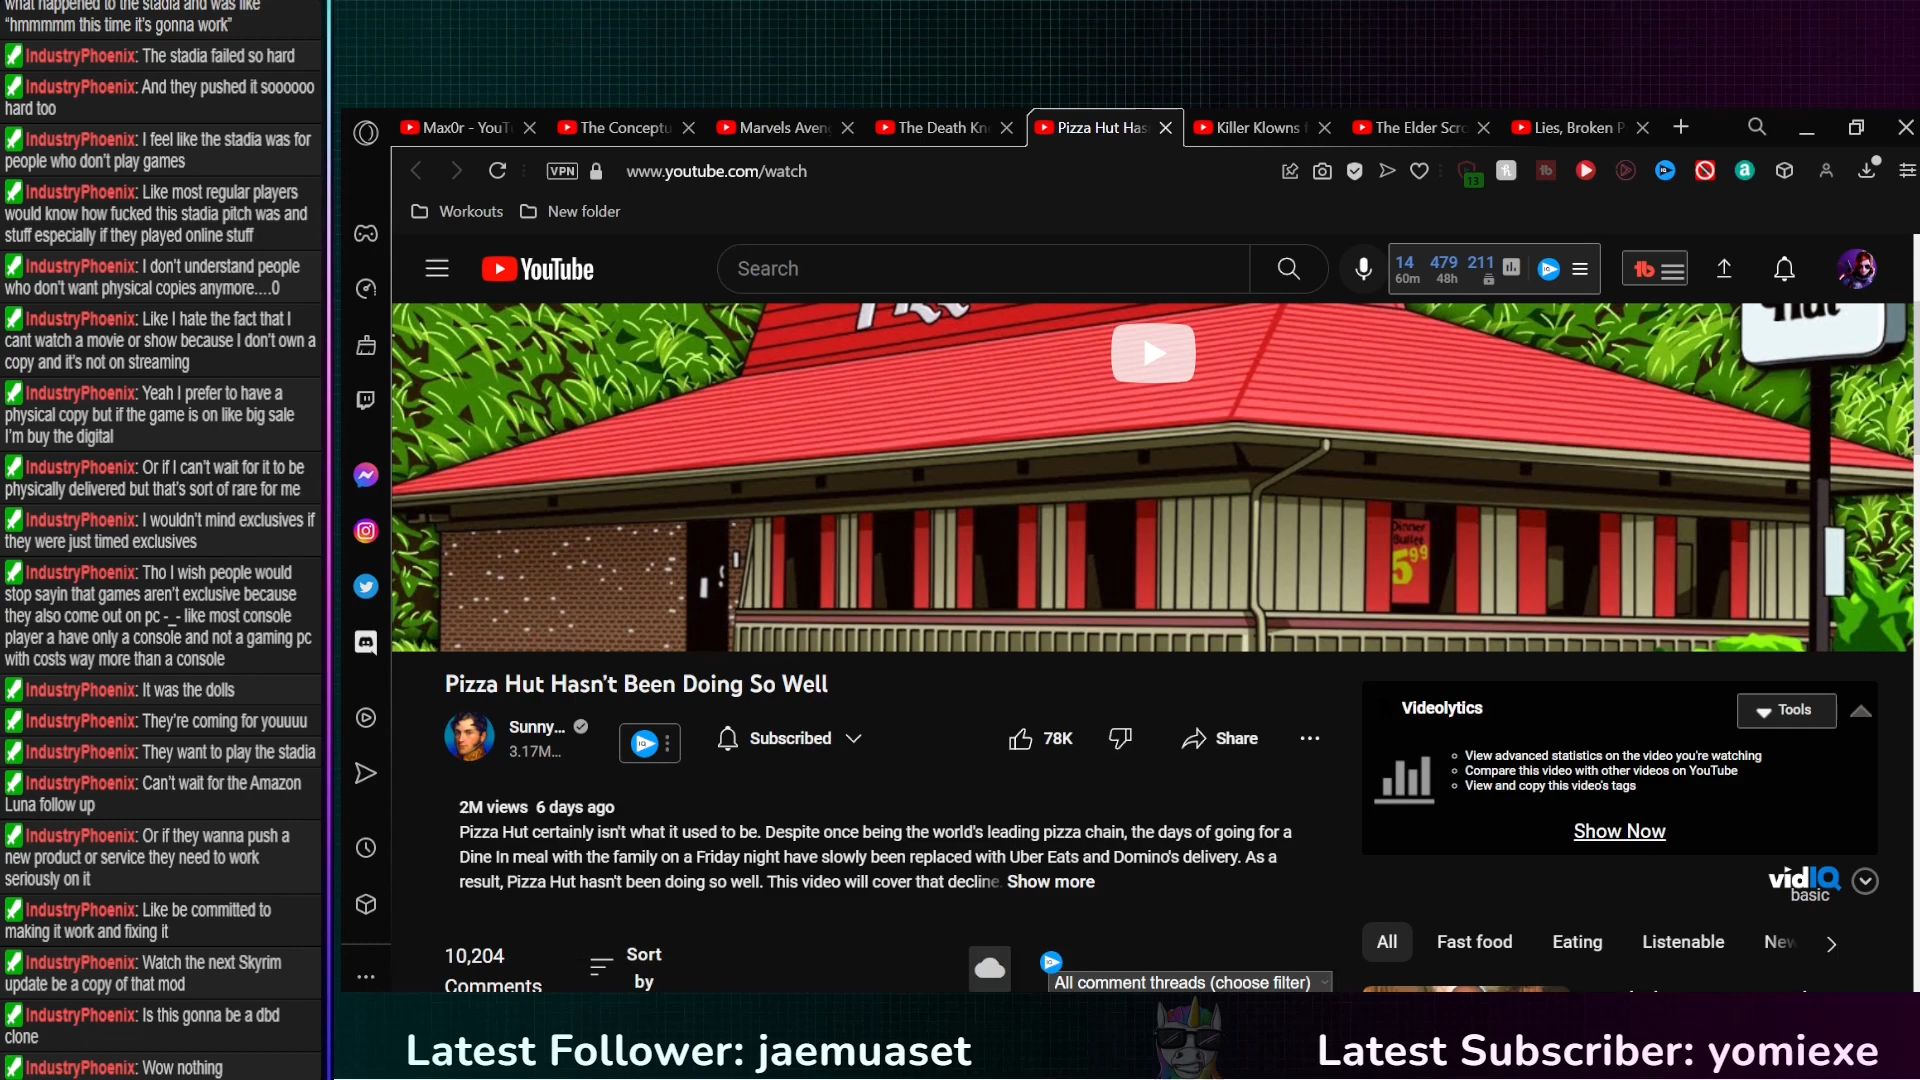 what happened to the stadia and was like
“hmmmmm this time it’s gonna work”
IndustryPhoenix: The stadia failed so hard
IndustryPhoenix: And they pushed it soooooo
hard too
IndustryPhoenix: I feel like the stadia was for
people who don’t play games
IndustryPhoenix: Like most regular players
would know how fucked this stadia pitch was and
stuff especially if they played online stuff
IndustryPhoenix: I don’t understand people
who don’t want physical copies anymore....0
IndustryPhoenix: Like I hate the fact that I
cant watch a movie or show because I don’t own a
copy and it’s not on streaming
IndustryPhoenix: Yeah I prefer to have a
physical copy but if the game is on like big sale
I’m buy the digital
IndustryPhoenix: Or if I can’t wait for it to be
physically delivered but that’s sort of rare for me
IndustryPhoenix: I wouldn’t mind exclusives if
they were just timed exclusives
IndustryPhoenix: Tho I wish people would
stop sayin that games aren’t exclusive because
they also come out on pc -_- like most console
player a have only a console and not a gaming pc
with costs way more than a console
IndustryPhoenix: It was the dolls
IndustryPhoenix: They’re coming for youuuu
IndustryPhoenix: They want to play the stadia
IndustryPhoenix: Can’t wait for the Amazon
Luna follow up
IndustryPhoenix: Or if they wanna push a
new product or service they need to work
seriously on it
IndustryPhoenix: Like be committed to
making it work and fixing it
IndustryPhoenix: Watch the next Skyrim
update be a copy of that mod
IndustryPhoenix: Is this gonna be a dbd
clone
IndustryPhoenix: Wow nothing
Max0r - YouT
The Conceptu
Marvels Aven
The Death Kn
Pizza Hut Has
Killer Klowns f
The Elder Scro
Lies, Broken P
VPN
www.youtube.com/watch
13
Workouts
New folder
YouTube
Search
14 479 211
60m 48h
Hut
Dinner
Buffet
5.99
Pizza Hut Hasn’t Been Doing So Well
Sunny...
3.17M...
Subscribed
78K
Share
2M views 6 days ago
Pizza Hut certainly isn't what it used to be. Despite once being the world's leading pizza chain, the days of going for a
Dine In meal with the family on a Friday night have slowly been replaced with Uber Eats and Domino's delivery. As a
result, Pizza Hut hasn't been doing so well. This video will cover that decline. Show more
10,204
Comments
Sort
by
All comment threads (choose filter)
Videolytics
Tools
View advanced statistics on the video you're watching
Compare this video with other videos on YouTube
View and copy this video's tags
Show Now
vidIQ
basic
All
Fast food
Eating
Listenable
New
Latest Follower: jaemuaset
Latest Subscriber: yomiexe